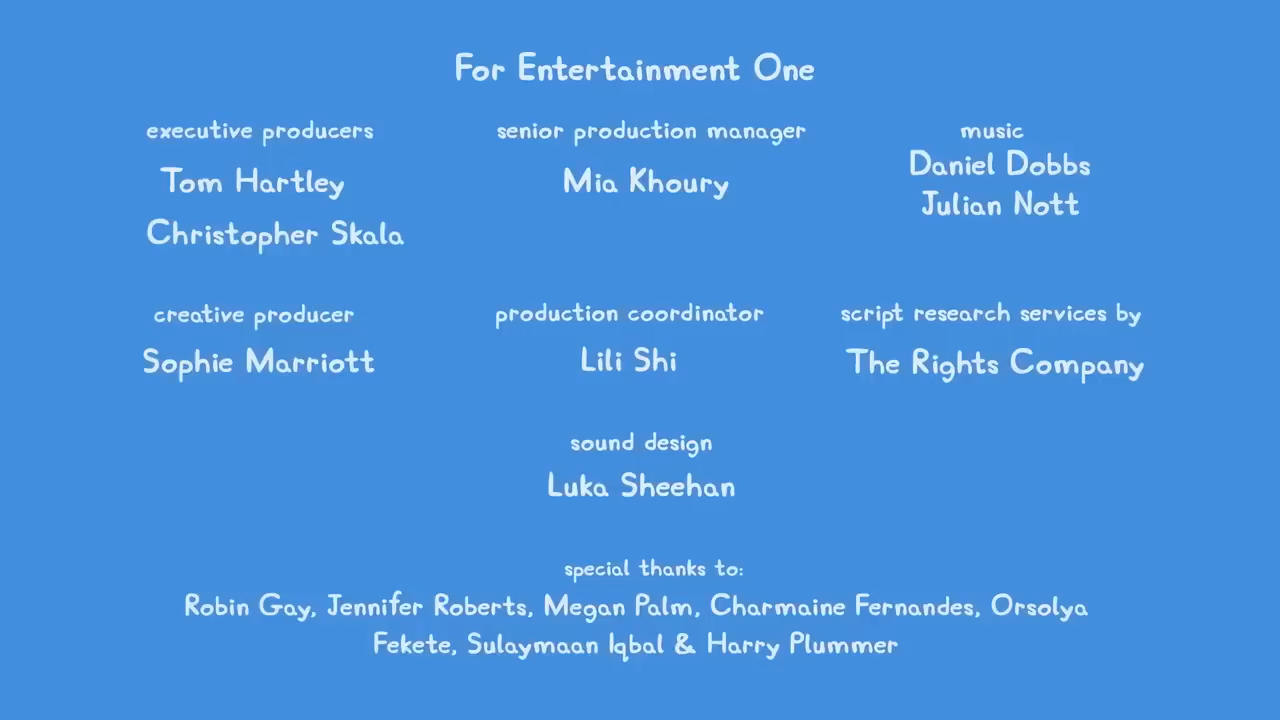 For Entertainment One
executive producers
Tom Hartley
Christopher Skala
senior production manager
Mia Khoury
music
Daniel Dobbs
Julian Nott
creative producer
Sophie Marriott
production coordinator
Lili Shi
script research services by
The Rights Company
sound design
Luka Sheehan
special thanks to:
Robin Gay, Jennifer Roberts, Megan Palm, Charmaine Fernandes, Orsolya
Fekete, Sulaymaan Iqbal & Harry Plummer